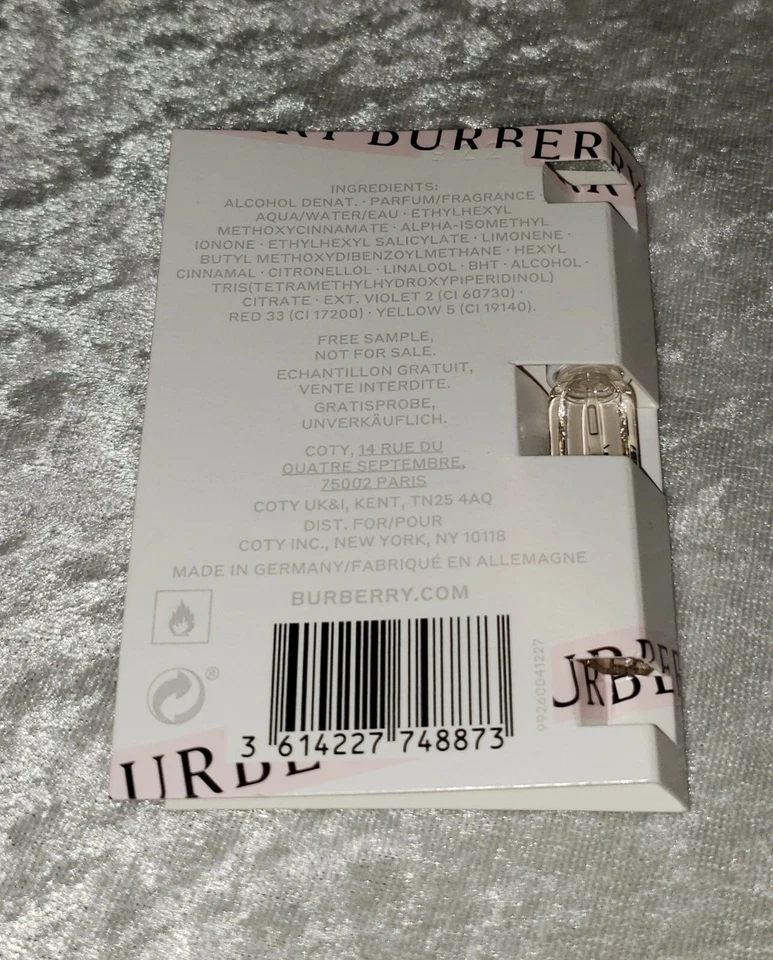 BURBERRY
INGREDIENTS:
ALCOHOL DENAT. · PARFUM/FRAGRANCE ·
AQUA/WATER/EAU · ETHYLHEXYL
METHOXYCINNAMATE · ALPHA-ISOMETHYL
IONONE · ETHYLHEXYL SALICYLATE · LIMONENE ·
BUTYL METHOXYDIBENZOYLMETHANE · HEXYL
CINNAMAL · CITRONELLOL · LINALOOL · BHT · ALCOHOL ·
TRIS(TETRAMETHYLHYDROXYPIPERIDINOL)
CITRATE · EXT. VIOLET 2 (CI 60730) ·
RED 33 (CI 17200) · YELLOW 5 (CI 19140).
FREE SAMPLE,
NOT FOR SALE.
ECHANTILLON GRATUIT,
VENTE INTERDITE.
GRATISPROBE,
UNVERKÄUFLICH.
COTY, 14 RUE DU
QUATRE SEPTEMBRE,
75002 PARIS
COTY UK&I, KENT, TN25 4AQ
DIST. FOR/POUR
COTY INC., NEW YORK, NY 10118
MADE IN GERMANY/FABRIQUÉ EN ALLEMAGNE
BURBERRY.COM
99260041227
®
3 614227 748873
URBE
URBER